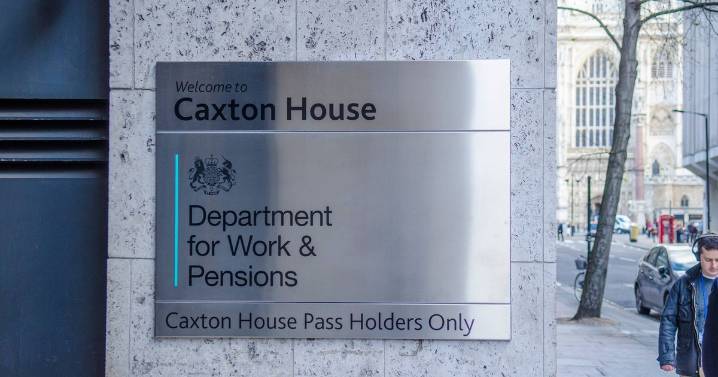 Welcome to
Caxton House
Department
for Work &
Pensions
Caxton House Pass Holders Only